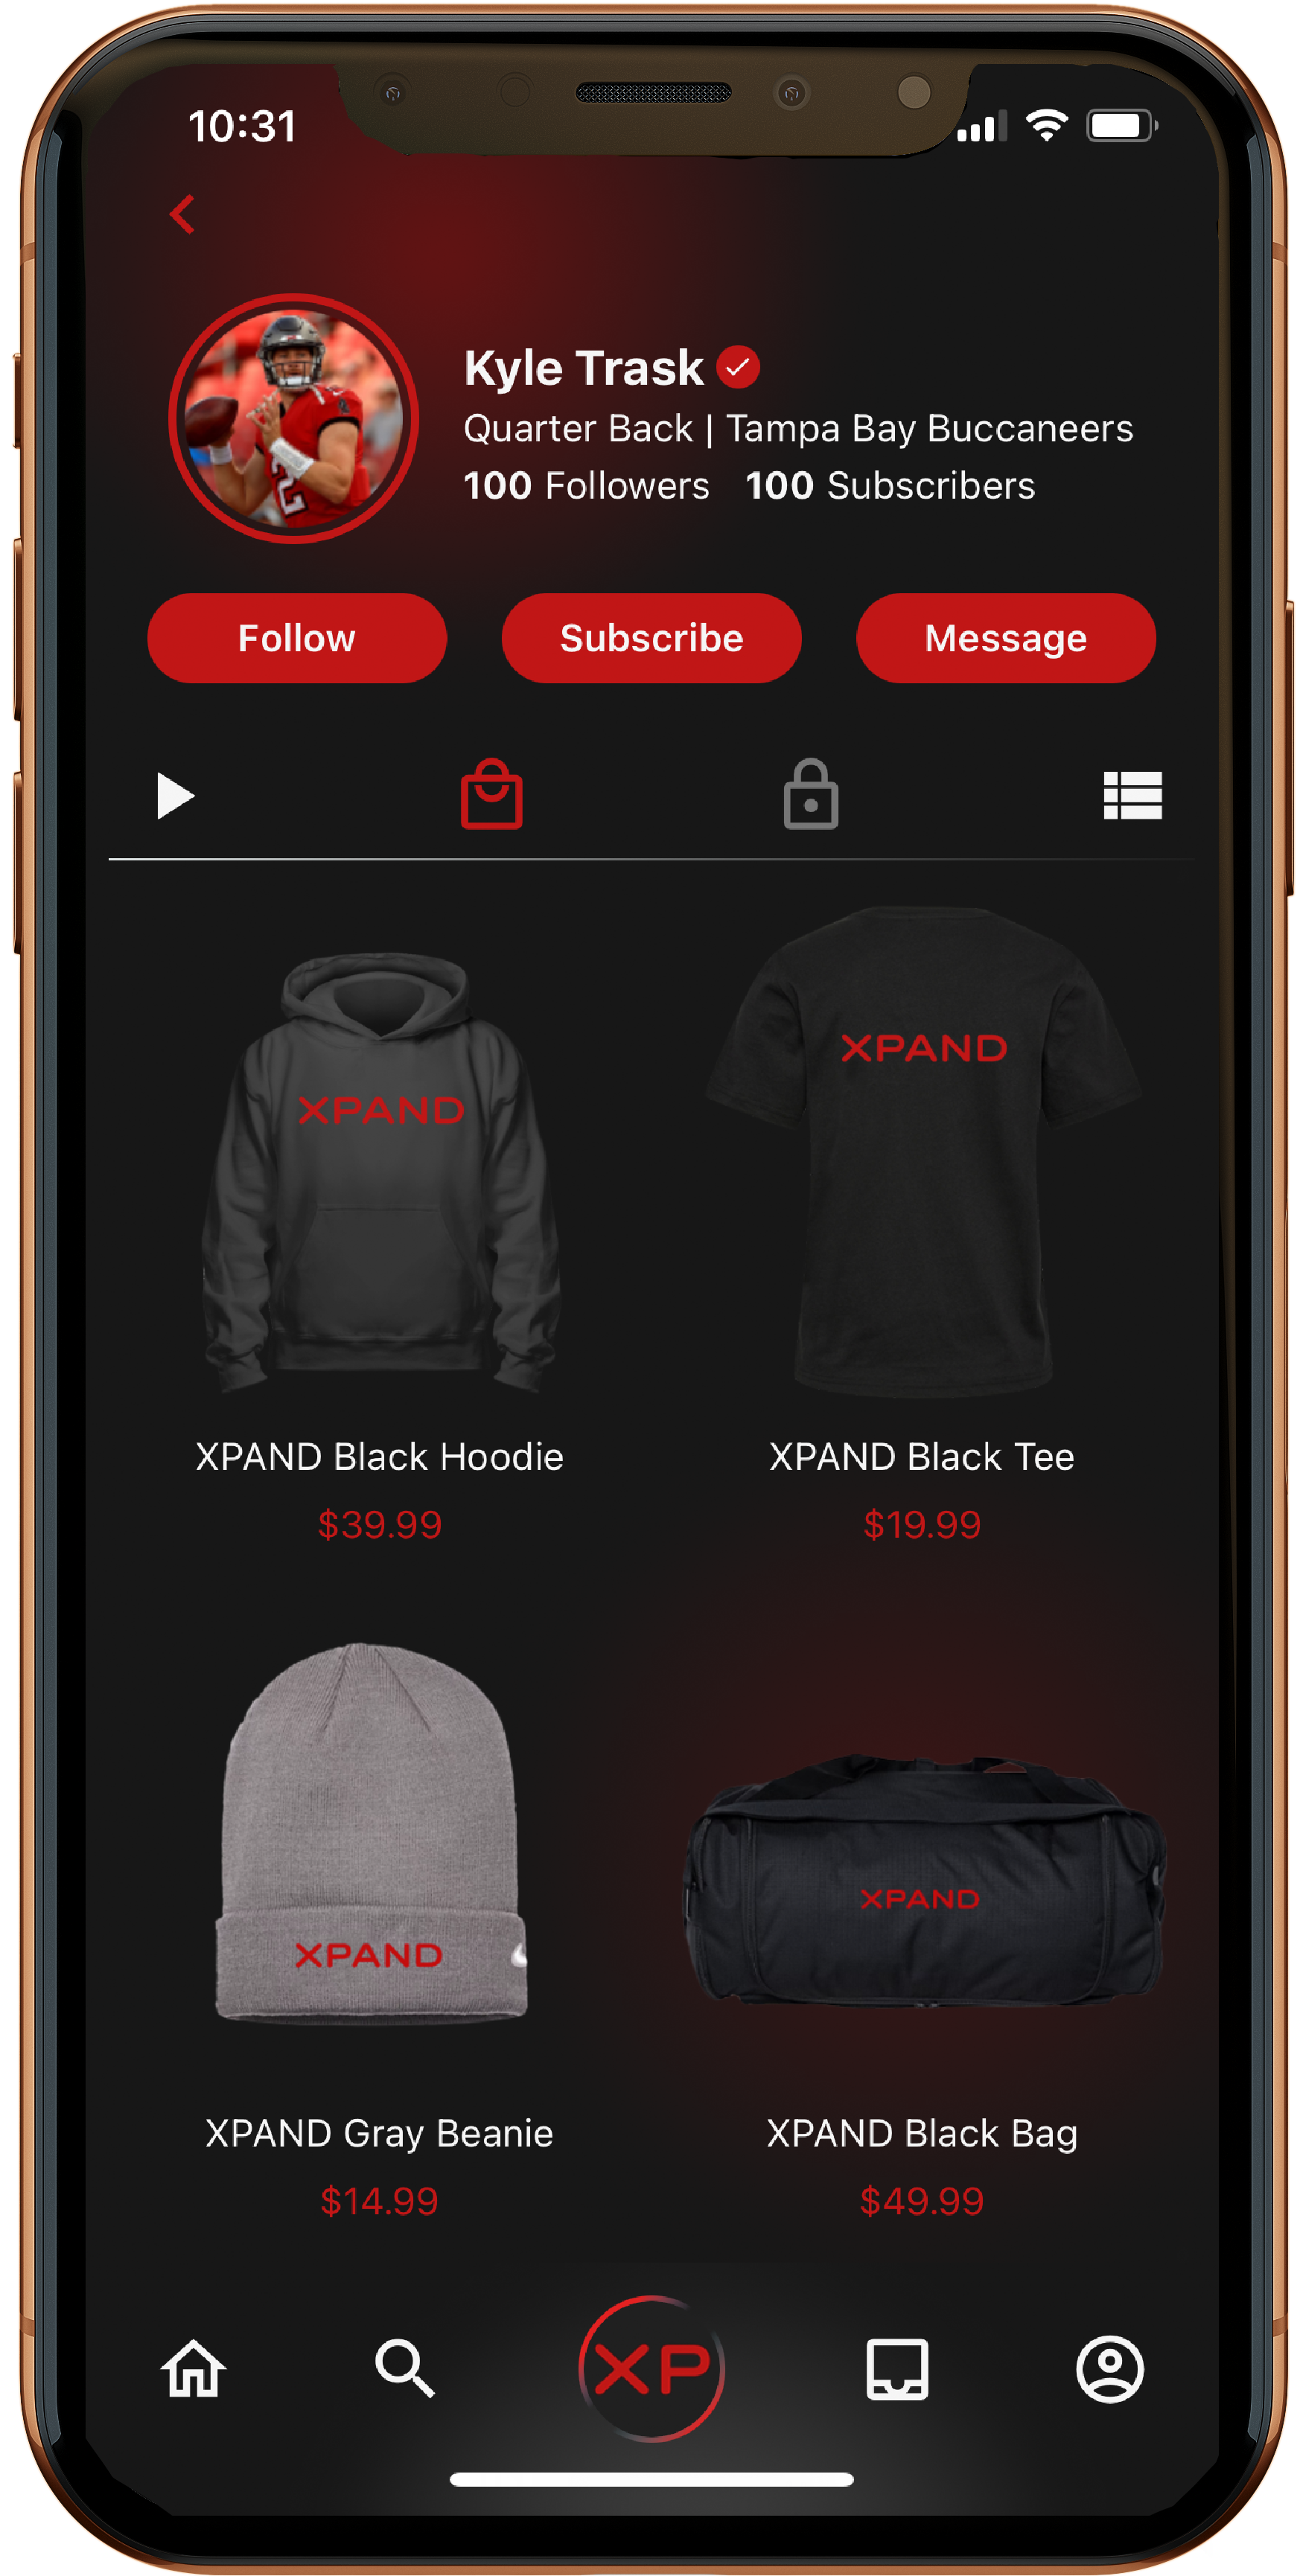 10:31
Kyle Trask
Quarter Back | Tampa Bay Buccaneers
100 Followers 100 Subscribers
Follow Subscribe Message
XPAND
XPAND
XPAND Black Hoodie XPAND Black Tee
$39.99 $19.99
XPAND
XPAND
XPAND Gray Beanie XPAND Black Bag
$14.99 $49.99
XP